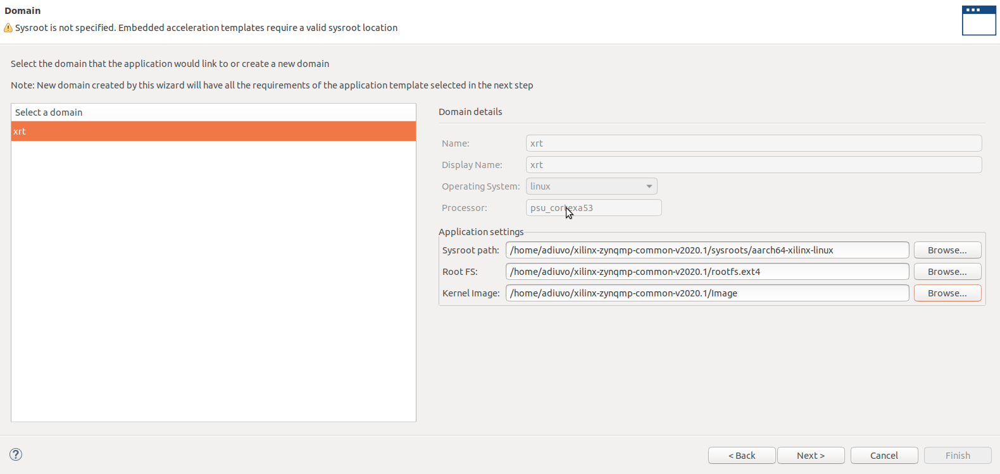 Domain
Sysroot is not specified. Embedded acceleration templates require a valid sysroot location
Select the domain that the application would link to or create a new domain
Note: New domain created by this wizard will have all the requirements of the application template selected in the next step
Select a domain
xrt
Domain details
Name: xrt
Display Name: xrt
Operating System: linux
Processor: psu_cortexa53
Application settings
Sysroot path: /home/adiuvo/xilinx-zynqmp-common-v2020.1/sysroots/aarch64-xilinx-linux Browse...
Root FS: /home/adiuvo/xilinx-zynqmp-common-v2020.1/rootfs.ext4 Browse...
Kernel Image: /home/adiuvo/xilinx-zynqmp-common-v2020.1/Image Browse...
? < Back Next > Cancel Finish